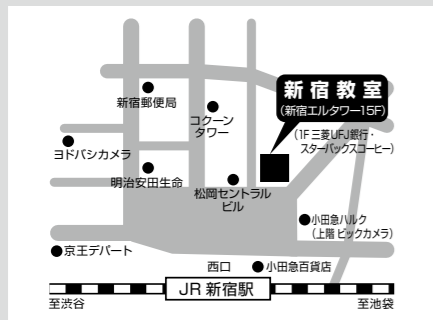 新宿教室
(新宿エルタワー15F)
新宿郵便局
コクーン
タワー
(1F 三菱UFJ銀行・
スターバックスコーヒー)
ヨドバシカメラ
明治安田生命
松岡セントラル
ビル
小田急ハルク
(上階 ビックカメラ)
京王デパート
西口
小田急百貨店
JR 新宿駅
至渋谷
至池袋